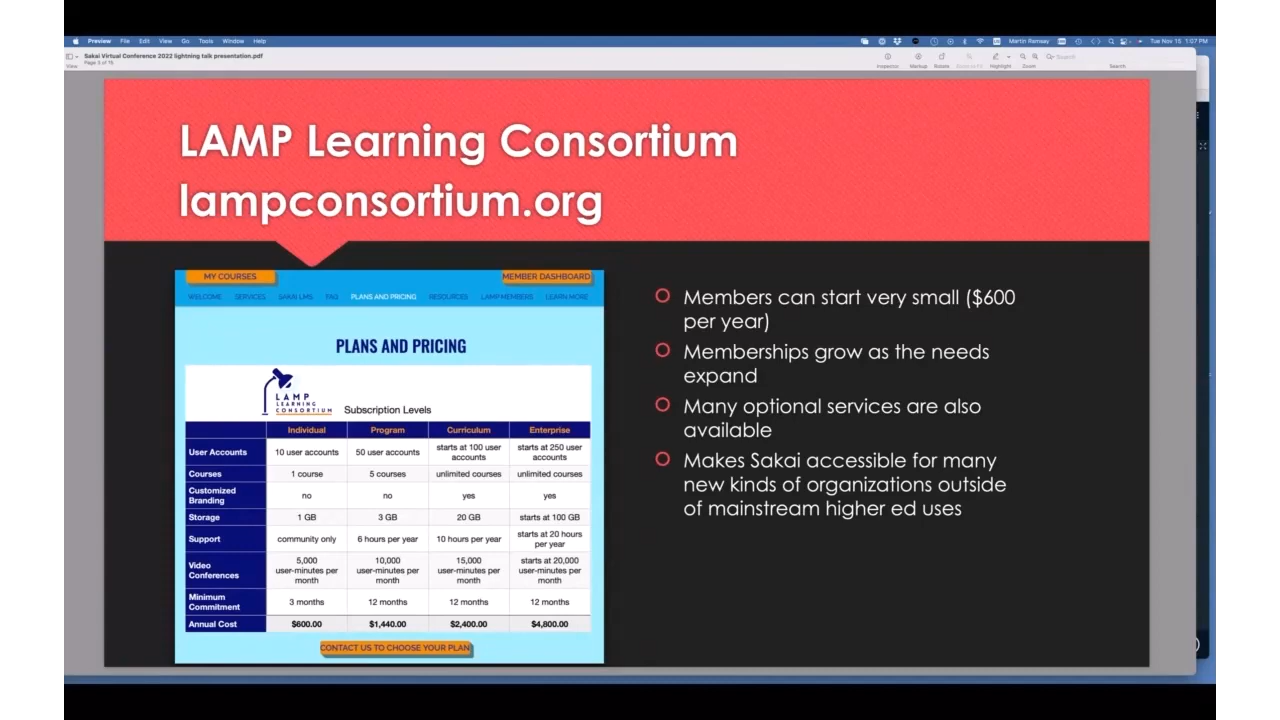 Preview File Edit View Go Tools Window Help
Martin Ramsey
Tue Nov 15 1:07 PM
Sakai Virtual Conference 2022 lightning talk presentation.pdf
Page 3 of 15
View
Inspector Markup Rotate Highlight Zoom Search
Search
LAMP Learning Consortium
lampconsortium.org
MY COURSES MEMBER DASHBOARD
WELCOME SERVICES SAKAI LMS FAQ PLANS AND PRICING RESOURCES LAMP MEMBERS LEARN MORE
PLANS AND PRICING
LAMP
LEARNING
CONSORTIUM
Subscription Levels
Individual Program Curriculum Enterprise
User Accounts 10 user accounts 50 user accounts starts at 100 user accounts starts at 250 user accounts
Courses 1 course 5 courses unlimited courses unlimited courses
Customized Branding no no yes yes
Storage 1 GB 3 GB 20 GB starts at 100 GB
Support community only 6 hours per year 10 hours per year starts at 20 hours per year
Video Conferences 5,000 user-minutes per month 10,000 user-minutes per month 15,000 user-minutes per month starts at 20,000 user-minutes per month
Minimum Commitment 3 months 12 months 12 months 12 months
Annual Cost $600.00 $1,440.00 $2,400.00 $4,800.00
CONTACT US TO CHOOSE YOUR PLAN
Members can start very small ($600
per year)
Memberships grow as the needs
expand
Many optional services are also
available
Makes Sakai accessible for many
new kinds of organizations outside
of mainstream higher ed uses